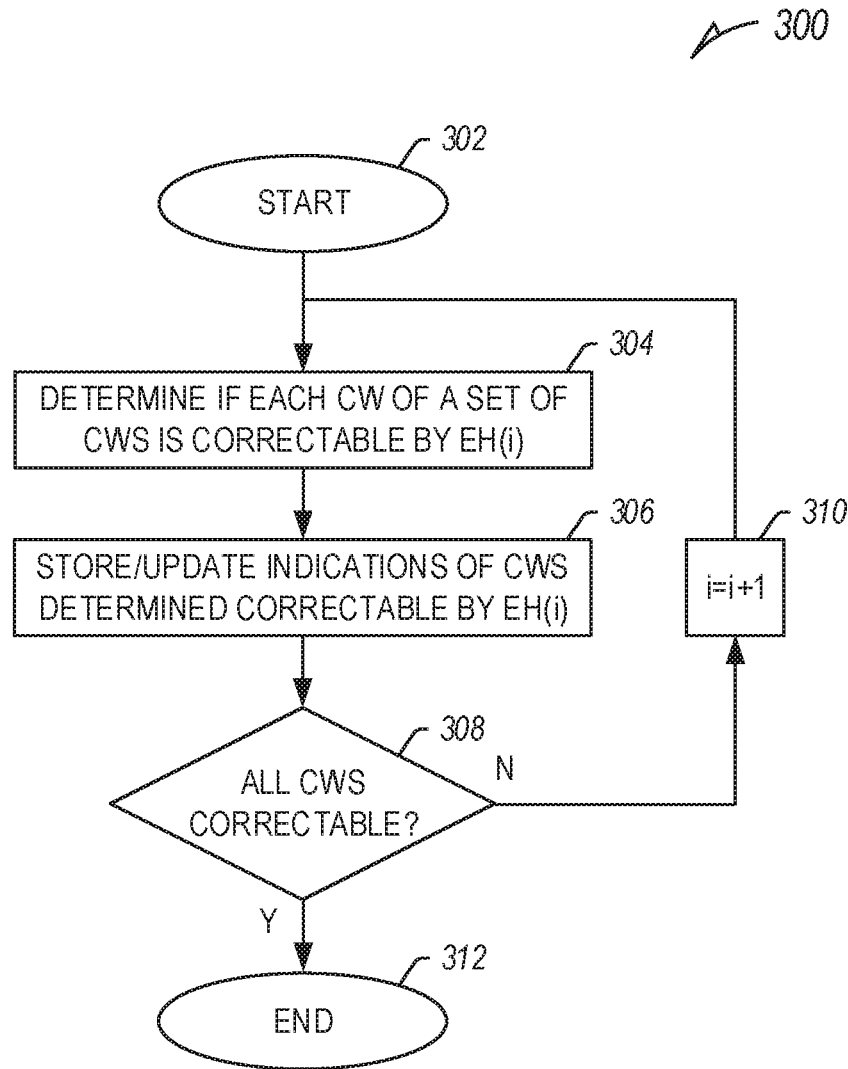 300
302
START
304
DETERMINE IF EACH CW OF A SET OF
CWS IS CORRECTABLE BY EH(i)
306
STORE/UPDATE INDICATIONS OF CWS
DETERMINED CORRECTABLE BY EH(i)
310
i=i+1
308
ALL CWS
CORRECTABLE?
N
Y
312
END